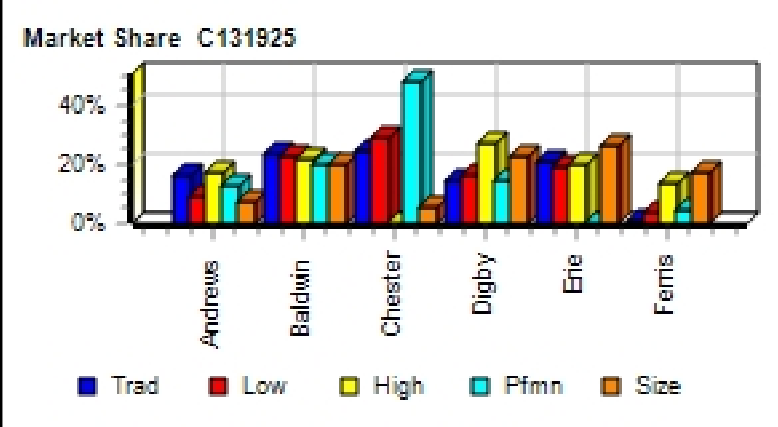 Market Share C131925
40%
20%
0%
Andrews
Baldwin
Chester
Digby
Erie
Ferris
Trad Low High Pfmn Size